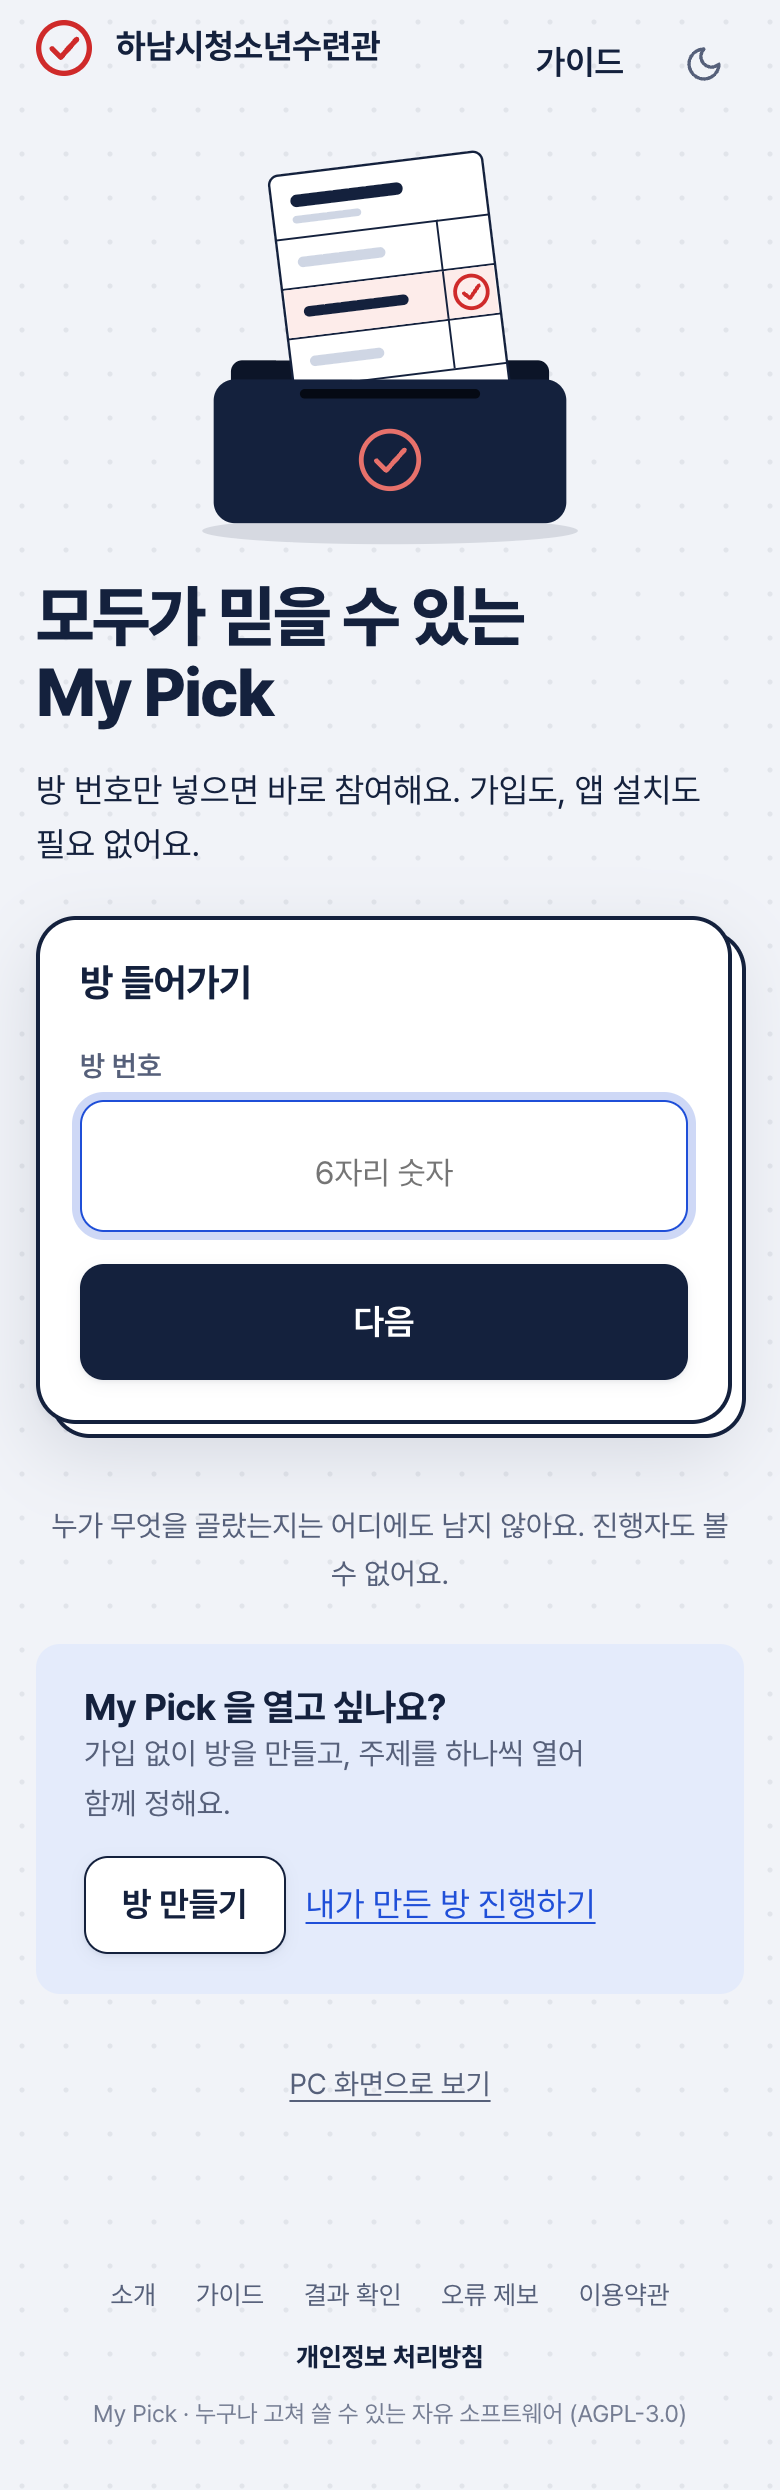 하남시청소년수련관
가이드
모두가 믿을 수 있는
My Pick
방 번호만 넣으면 바로 참여해요. 가입도, 앱 설치도
필요 없어요.
방 들어가기
방 번호
6자리 숫자
다음
누가 무엇을 골랐는지는 어디에도 남지 않아요. 진행자도 볼
수 없어요.
My Pick 을 열고 싶나요?
가입 없이 방을 만들고, 주제를 하나씩 열어
함께 정해요.
방 만들기 내가 만든 방 진행하기
PC 화면으로 보기
소개 가이드 결과 확인 오류 제보 이용약관
개인정보 처리방침
My Pick · 누구나 고쳐 쓸 수 있는 자유 소프트웨어 (AGPL-3.0)